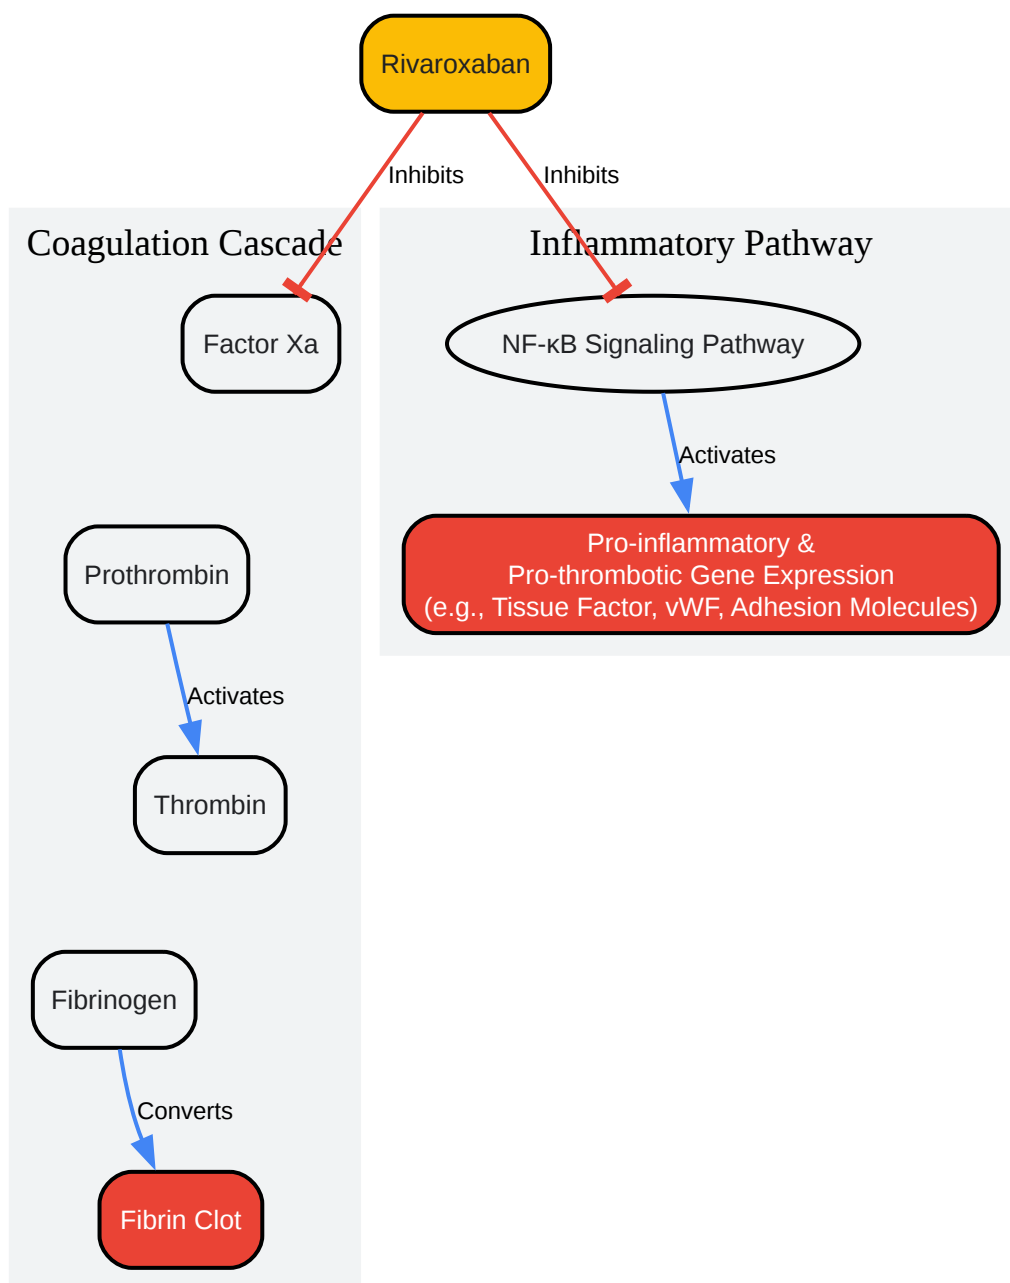 Rivaroxaban
Inhibits
Inhibits
Coagulation Cascade
Factor Xa
Prothrombin
Activates
Thrombin
Fibrinogen
Converts
Fibrin Clot
Inflammatory Pathway
NF-κB Signaling Pathway
Activates
Pro-inflammatory &
Pro-thrombotic Gene Expression
(e.g., Tissue Factor, vWF, Adhesion Molecules)